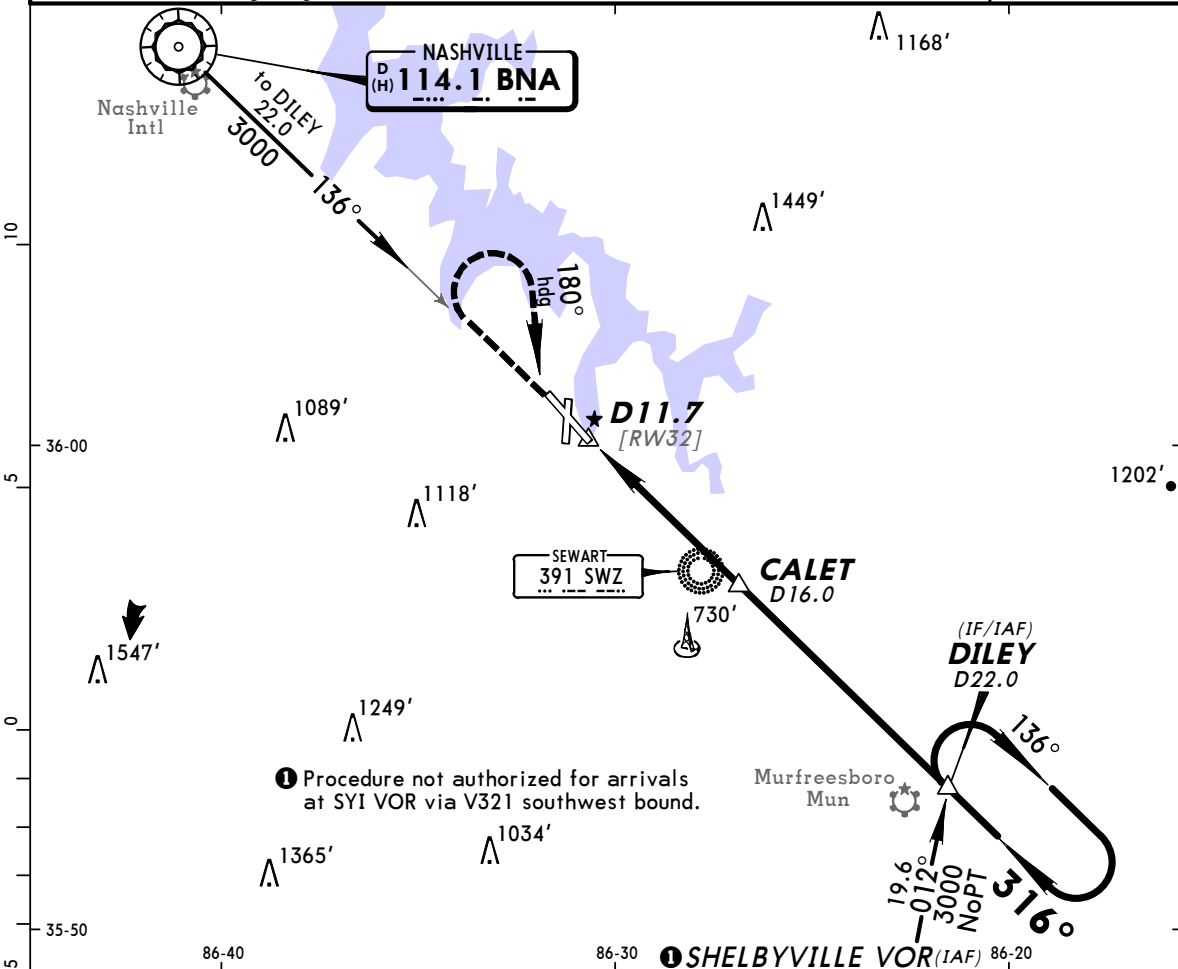 1168'
NASHVILLE
D
(H) 114.1 BNA
Nashville
Intl
to DILEY
22.0
3000
136°
1449'
10
180°
hdg
1089'
D11.7
[RW32]
36-00
5
1118'
1202'
SEWART
391 SWZ
CALET
D16.0
730'
(IF/IAF)
DILEY
D22.0
1547'
1249'
0
136°
1 Procedure not authorized for arrivals
at SYI VOR via V321 southwest bound.
Murfreesboro
Mun
1034'
1365'
19.6
012°
3000
NoPT
316°
35-50
86-40
86-30
1 SHELBYVILLE VOR (IAF)
86-20
5